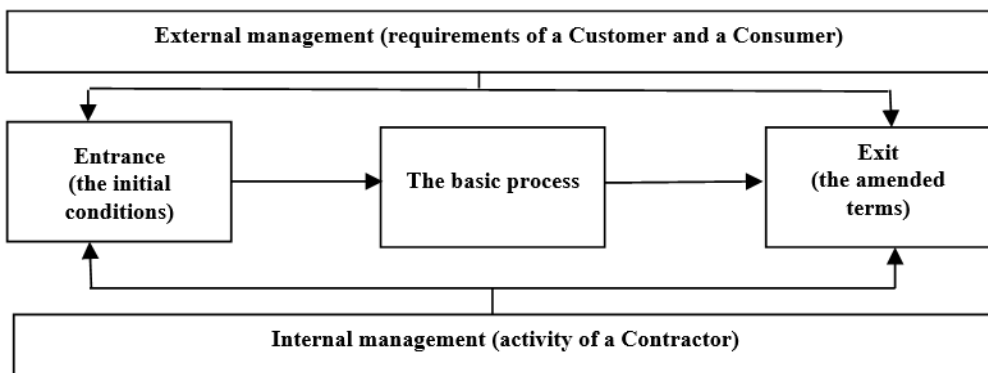 External management (requirements of a Customer and a Consumer)
Entrance
(the initial
conditions)
The basic process
Exit
(the amended
terms)
Internal management (activity of a Contractor)